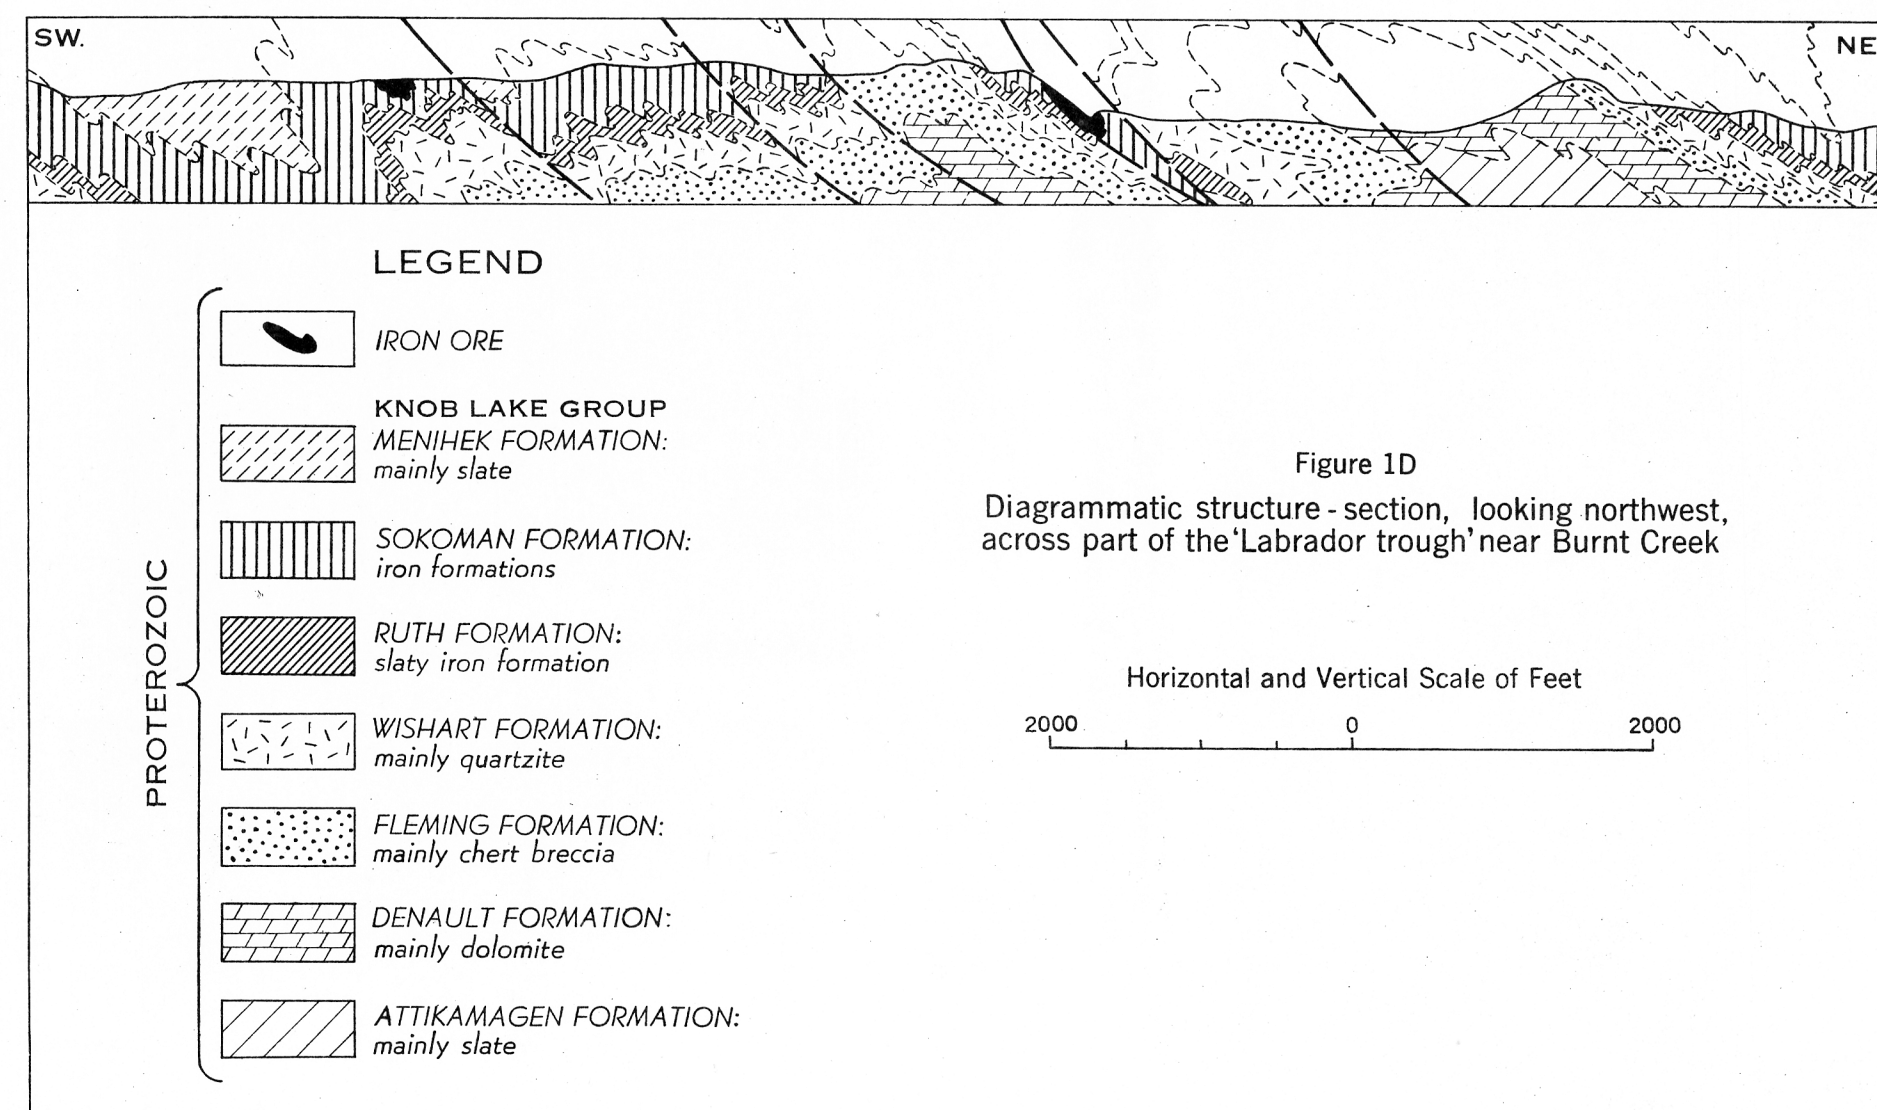 SW.
NE
LEGEND
IRON ORE
KNOB LAKE GROUP
MENIHEK FORMATION:
mainly slate
SOKOMAN FORMATION:
iron formations
RUTH FORMATION:
slaty iron formation
WISHART FORMATION:
mainly quartzite
FLEMING FORMATION:
mainly chert breccia
DENAULT FORMATION:
mainly dolomite
ATTIKAMAGEN FORMATION:
mainly slate
PROTEROZOIC
Figure 1D
Diagrammatic structure - section, looking northwest,
across part of the 'Labrador trough' near Burnt Creek
Horizontal and Vertical Scale of Feet
2000 0 2000